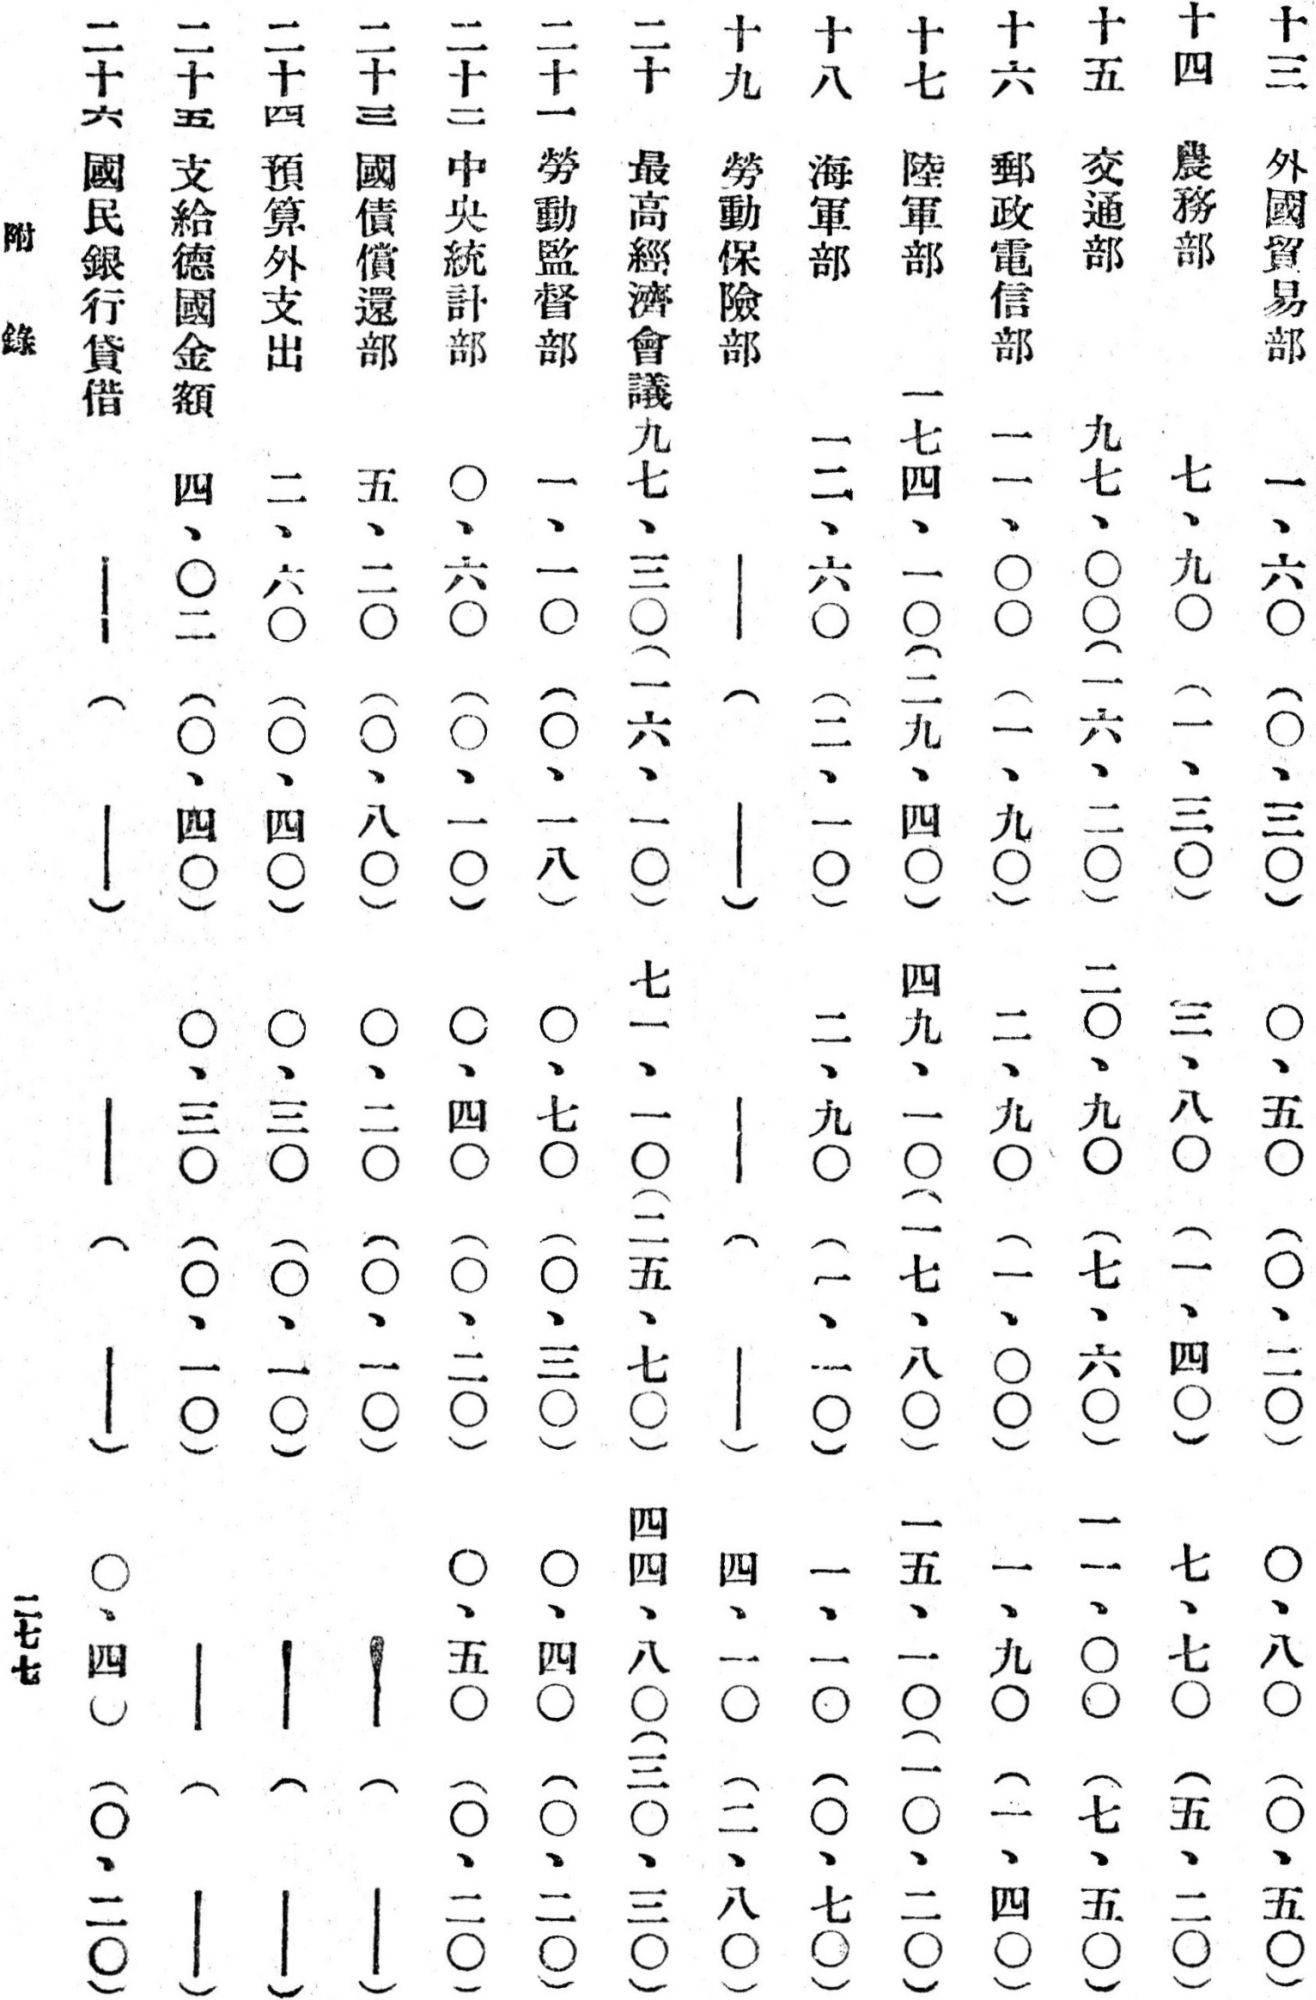 十三 外國貿易部 一、六〇 (〇、三〇) 〇、五〇 (〇、二〇) 〇、八〇 (〇、五〇)
十四 農務部 七、九〇 (一、三〇) 三、八〇 (一、四〇) 七、七〇 (五、二〇)
十五 交通部 九七、〇〇(一六、二〇) 二〇、九〇 (七、六〇) 一一、〇〇 (七、五〇)
十六 郵政電信部 一一、〇〇 (一、九〇) 二、九〇 (一、〇〇) 一、九〇 (一、四〇)
十七 陸軍部 一七四、一〇(二九、四〇) 四九、一〇(一七、八〇) 一五、一〇(一〇、二〇)
十八 海軍部 一二、六〇 (二、一〇) 二、九〇 (一、一〇) 一、一〇 (〇、七〇)
十九 勞動保險部 — (—) — (—) 四、一〇 (二、八〇)
二十 最高經濟會議九七、三〇(一六、一〇) 七一、一〇(二五、七〇) 四四、八〇(三〇、三〇)
二十一 勞動監督部 一、一〇 (〇、一八) 〇、七〇 (〇、三〇) 〇、四〇 (〇、二〇)
二十二 中央統計部 〇、六〇 (〇、一〇) 〇、四〇 (〇、二〇) 〇、五〇 (〇、二〇)
二十三 國債償還部 五、二〇 (〇、八〇) 〇、二〇 (〇、一〇) — (—)
二十四 預算外支出 二、六〇 (〇、四〇) 〇、三〇 (〇、一〇) — (—)
二十五 支給德國金額 四、〇二 (〇、四〇) 〇、三〇 (〇、一〇) — (—)
二十六 國民銀行貸借 — (—) — (—) 〇、四〇 (〇、二〇)
附 錄 二七七